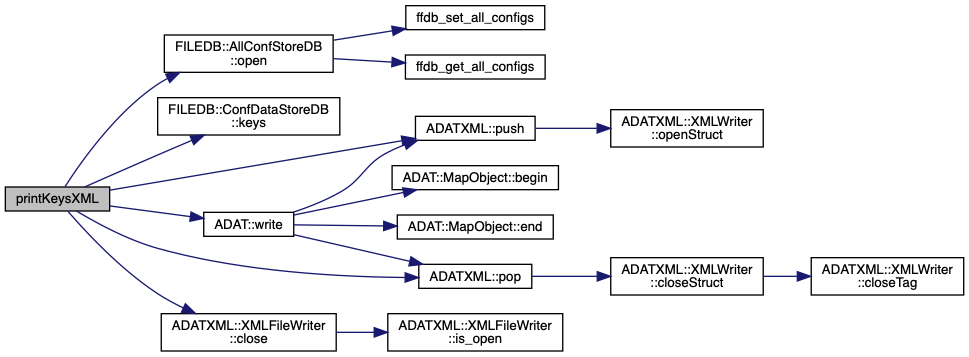 ffdb_set_all_configs
FILEDB::AllConfStoreDB
::open
ffdb_get_all_configs
FILEDB::ConfDataStoreDB
::keys
ADATXML::push
ADATXML::XMLWriter
::openStruct
ADAT::MapObject::begin
printKeysXML
ADAT::write
ADAT::MapObject::end
ADATXML::pop
ADATXML::XMLWriter
::closeStruct
ADATXML::XMLWriter
::closeTag
ADATXML::XMLFileWriter
::close
ADATXML::XMLFileWriter
::is_open